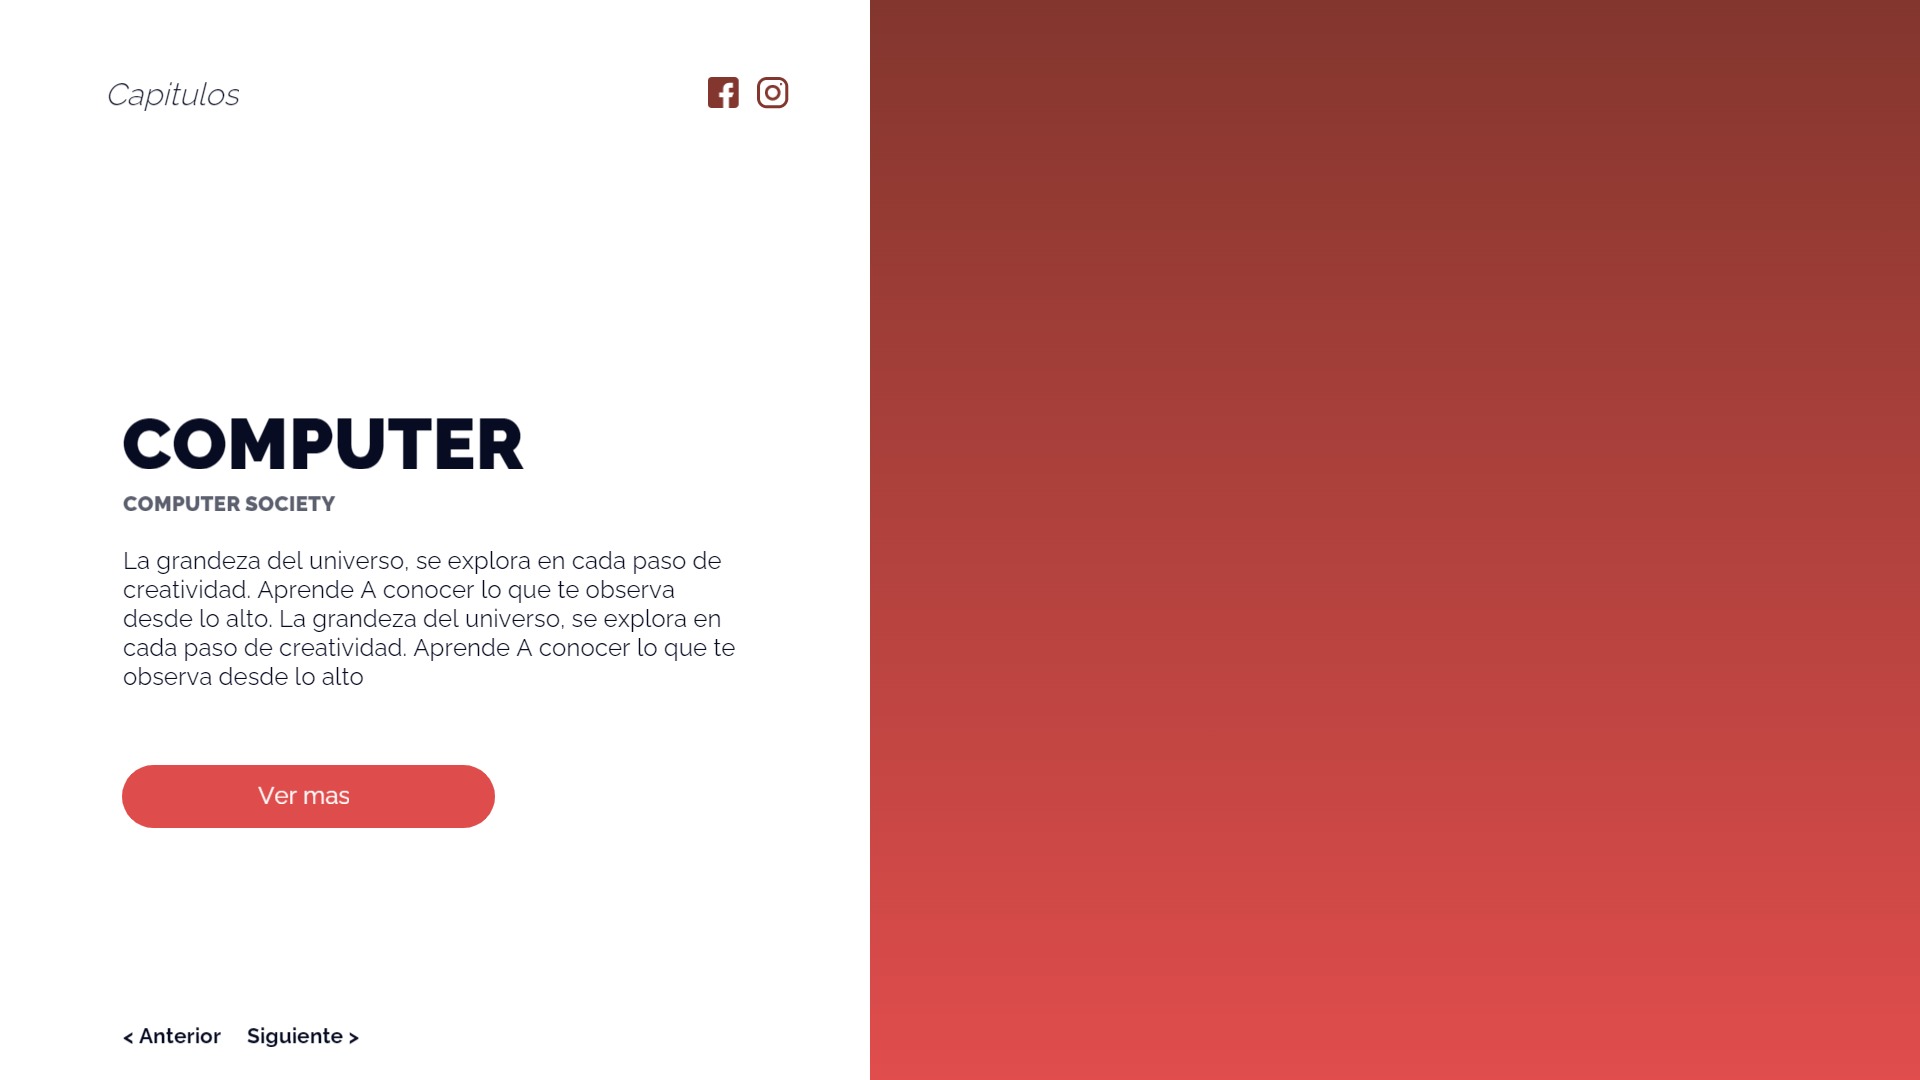 Capitulos
COMPUTER
COMPUTER SOCIETY
La grandeza del universo, se explora en cada paso de
creatividad. Aprende A conocer lo que te observa
desde lo alto. La grandeza del universo, se explora en
cada paso de creatividad. Aprende A conocer lo que te
observa desde lo alto
Ver mas
< Anterior Siguiente >